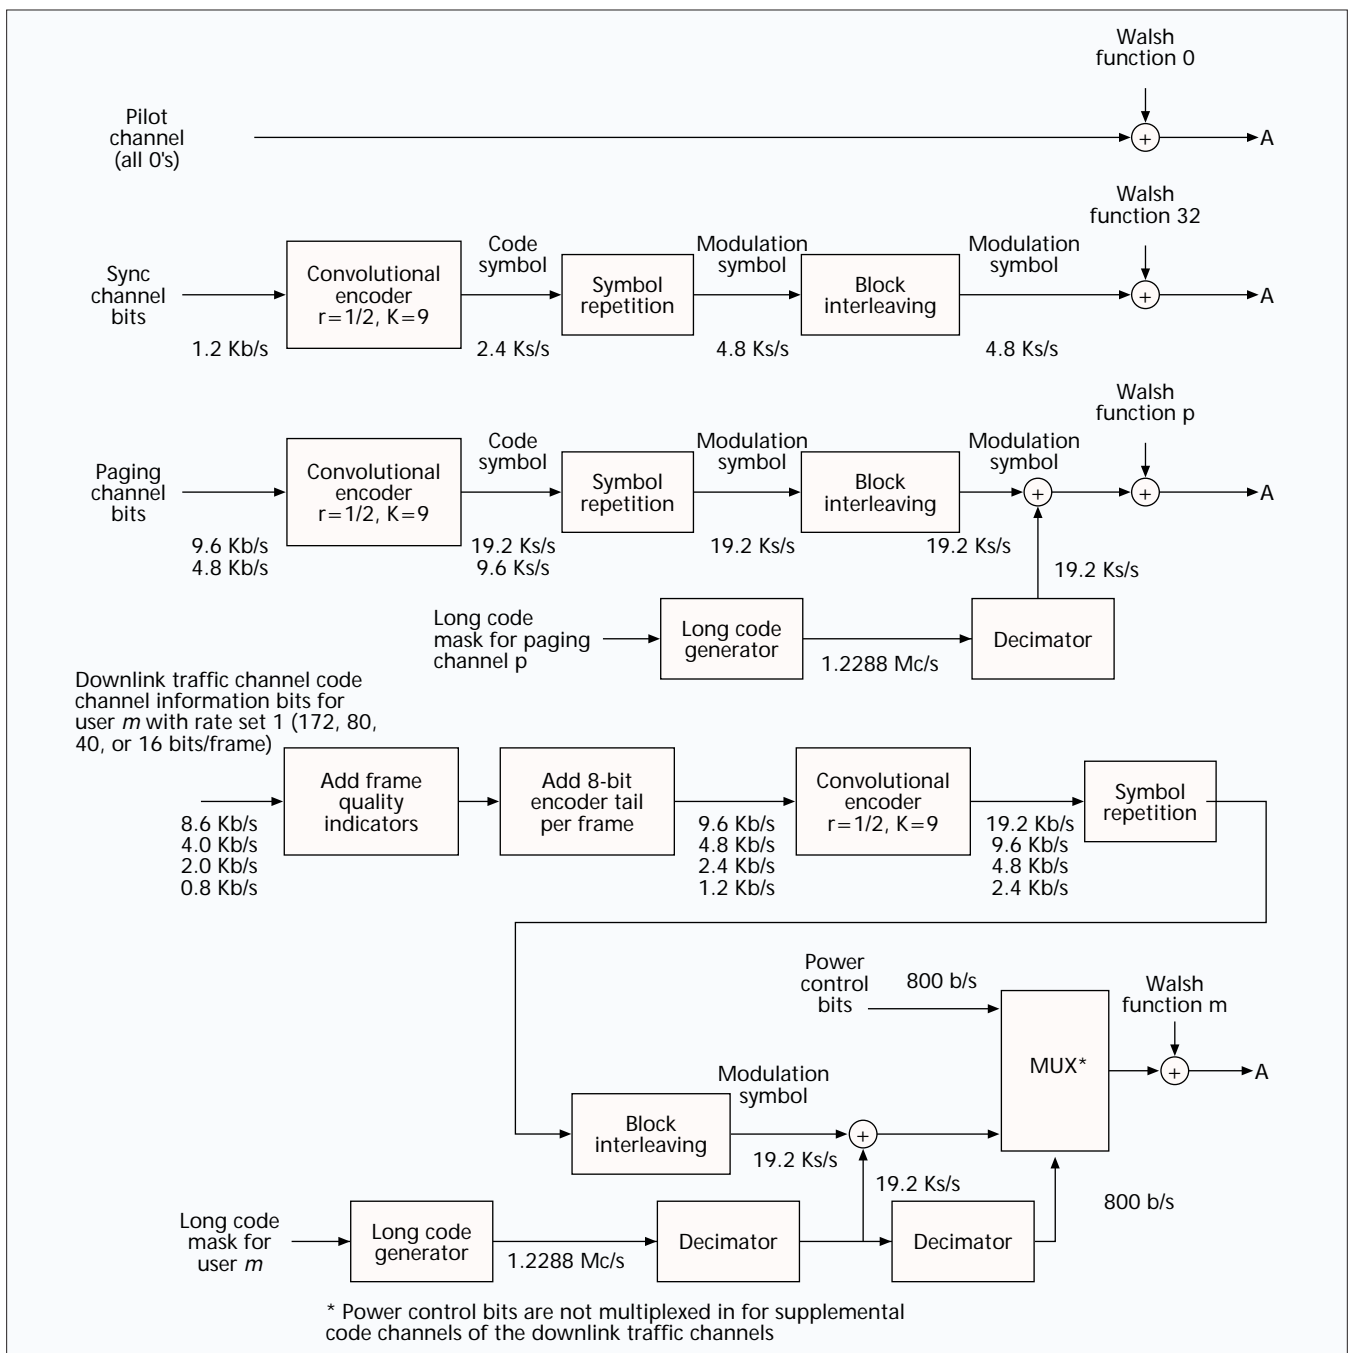 Walsh
function 0
Pilot
channel
(all 0's)
+
A
Walsh
function 32
Sync
channel
bits
1.2 Kb/s
Convolutional
encoder
r=1/2, K=9
Code
symbol
2.4 Ks/s
Symbol
repetition
Modulation
symbol
4.8 Ks/s
Block
interleaving
Modulation
symbol
4.8 Ks/s
+
A
Walsh
function p
Paging
channel
bits
9.6 Kb/s
4.8 Kb/s
Convolutional
encoder
r=1/2, K=9
Code
symbol
19.2 Ks/s
9.6 Ks/s
Symbol
repetition
Modulation
symbol
19.2 Ks/s
Block
interleaving
Modulation
symbol
19.2 Ks/s
+
+
A
19.2 Ks/s
Long code
mask for paging
channel p
Long code
generator
1.2288 Mc/s
Decimator
Downlink traffic channel code
channel information bits for
user m with rate set 1 (172, 80,
40, or 16 bits/frame)
8.6 Kb/s
4.0 Kb/s
2.0 Kb/s
0.8 Kb/s
Add frame
quality
indicators
Add 8-bit
encoder tail
per frame
9.6 Kb/s
4.8 Kb/s
2.4 Kb/s
1.2 Kb/s
Convolutional
encoder
r=1/2, K=9
19.2 Kb/s
9.6 Kb/s
4.8 Kb/s
2.4 Kb/s
Symbol
repetition
Power
control
bits
800 b/s
MUX*
Walsh
function m
+
A
Block
interleaving
Modulation
symbol
19.2 Ks/s
+
19.2 Ks/s
800 b/s
Long code
mask for
user m
Long code
generator
1.2288 Mc/s
Decimator
Decimator
* Power control bits are not multiplexed in for supplemental
code channels of the downlink traffic channels